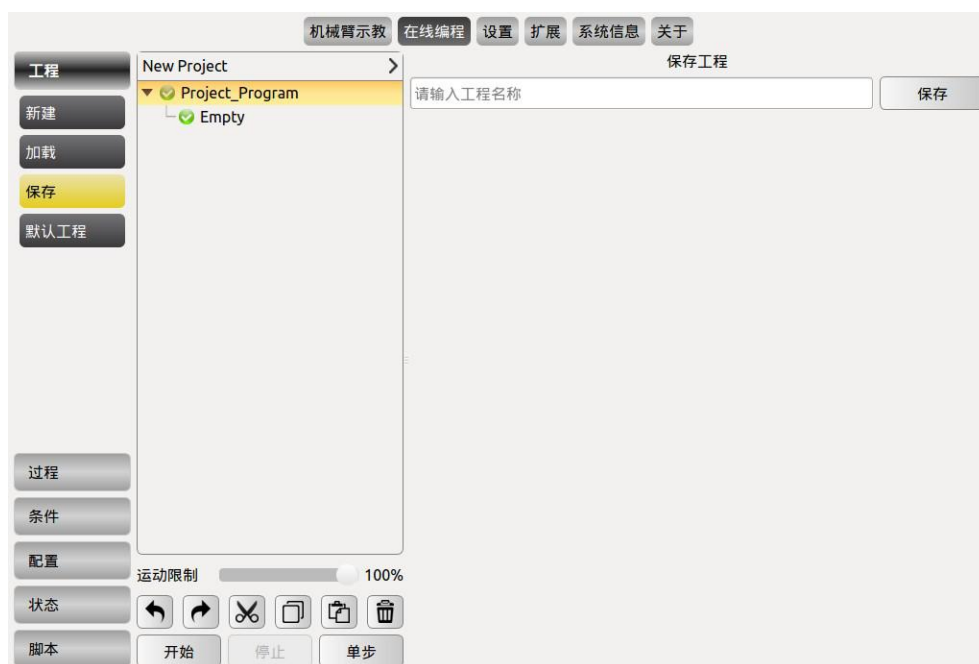 机械臂示教 在线编程 设置 扩展 系统信息 关于
工程
新建
加载
保存
默认工程
过程
条件
配置
状态
脚本
New Project
Project_Program
Empty
运动限制 100%
开始 停止 单步
保存工程
请输入工程名称 保存